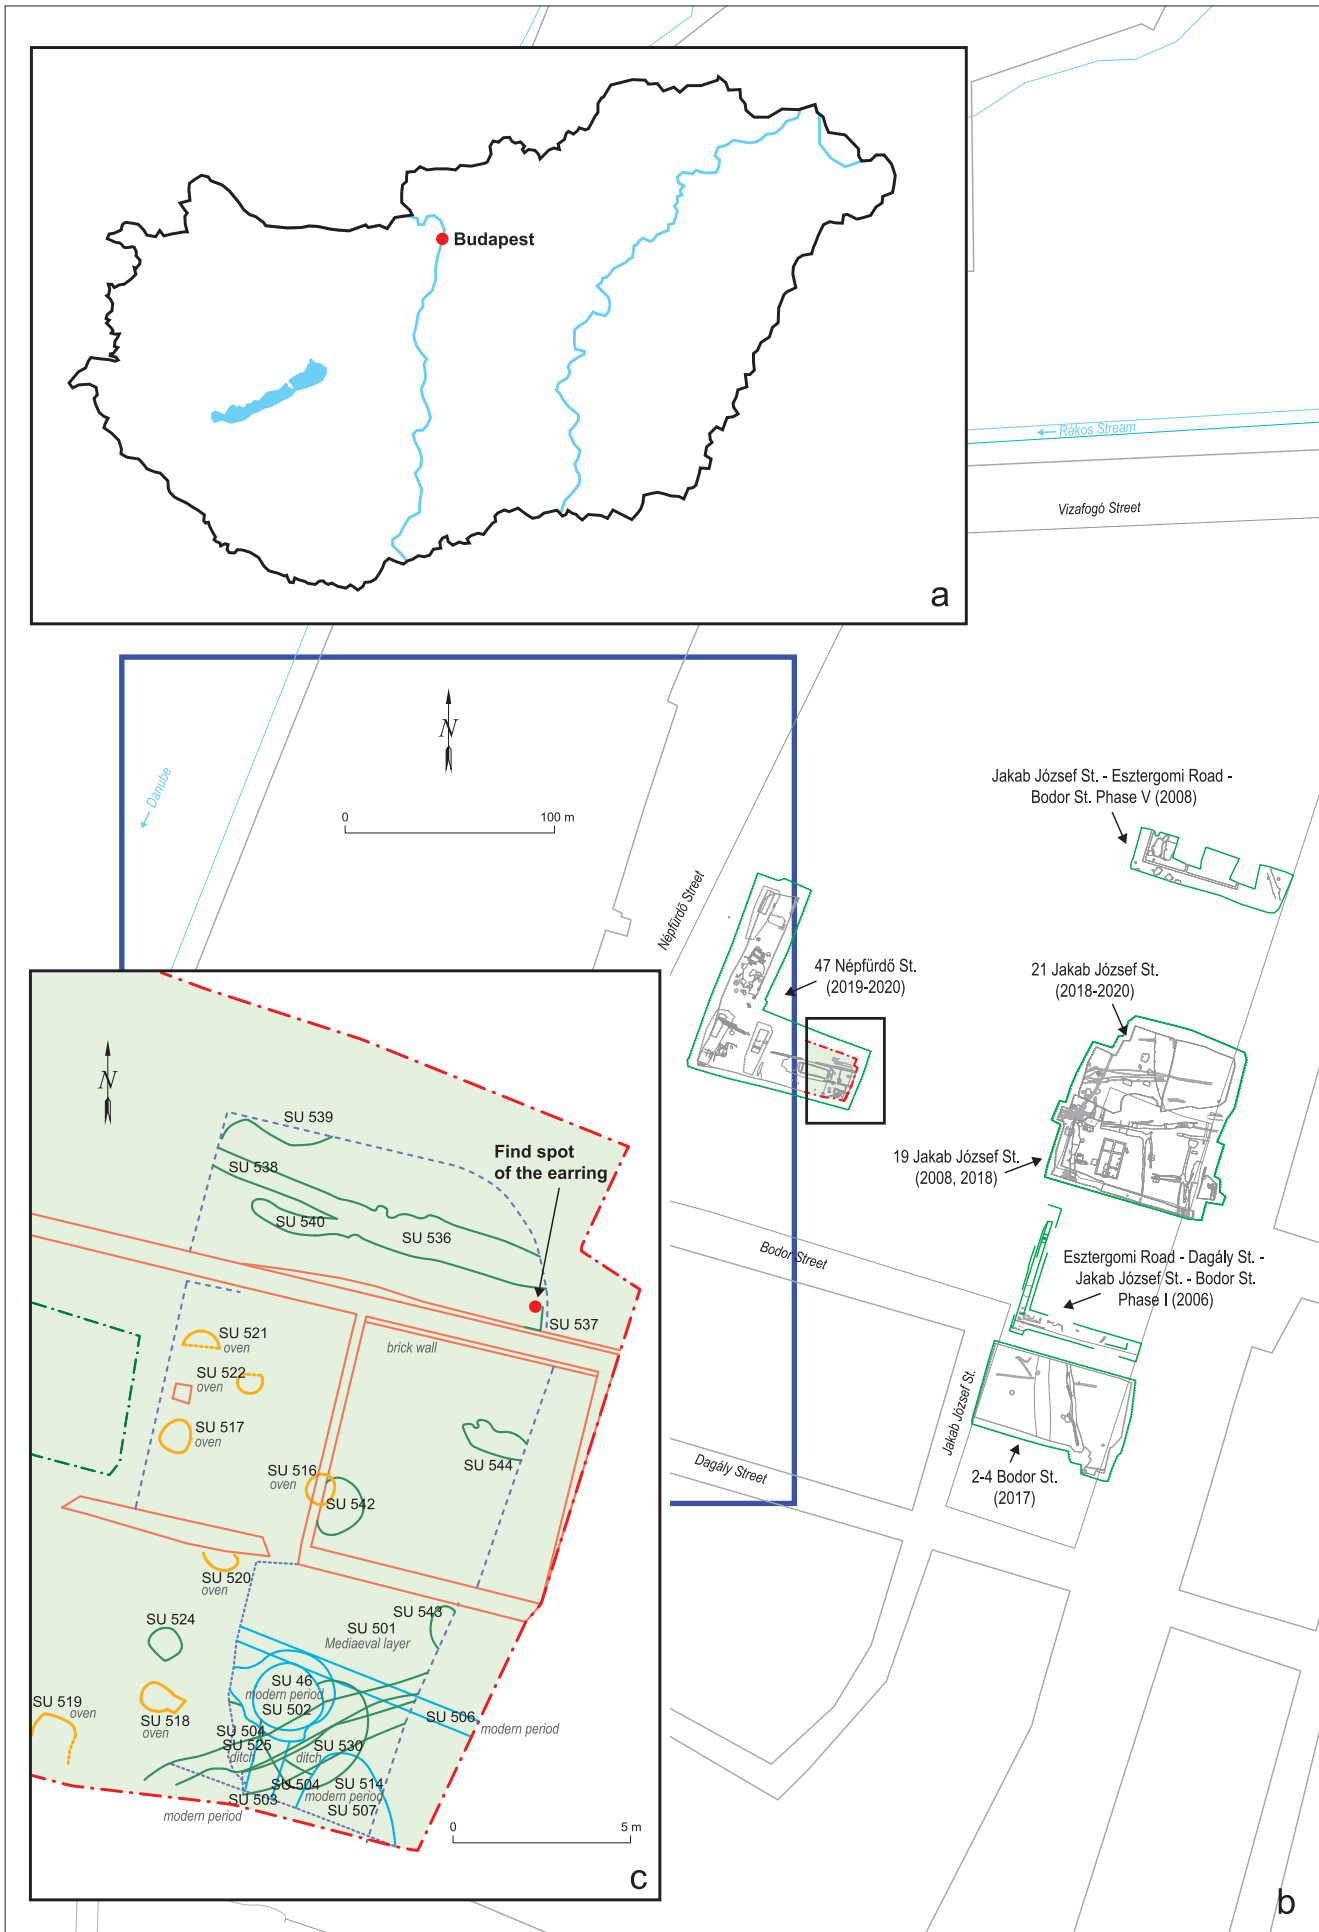 Budapest
a
Rákos Stream
Vizafogó Street
N
Danube
0 100 m
Jakab József St. - Esztergomi Road -
Bodor St. Phase V (2008)
Népfürdő Street
47 Népfürdő St.
(2019-2020)
21 Jakab József St.
(2018-2020)
19 Jakab József St.
(2008, 2018)
Bodor Street
Esztergomi Road - Dagály St. -
Jakab József St. - Bodor St.
Phase I (2006)
Jakab József St.
Dagály Street
2-4 Bodor St.
(2017)
b
N
SU 539
Find spot
of the earring
SU 538
SU 540
SU 536
SU 537
brick wall
SU 521
oven
SU 522
oven
SU 517
oven
SU 544
SU 516
oven
SU 542
SU 520
oven
SU 543
SU 501
Mediaeval layer
SU 524
SU 46
modern period
SU 502
SU 519
oven
SU 518
oven
SU 506
modern period
SU 504
SU 525
ditch
SU 530
ditch
SU 504
SU 514
modern period
SU 503
SU 507
modern period
0 5 m
c